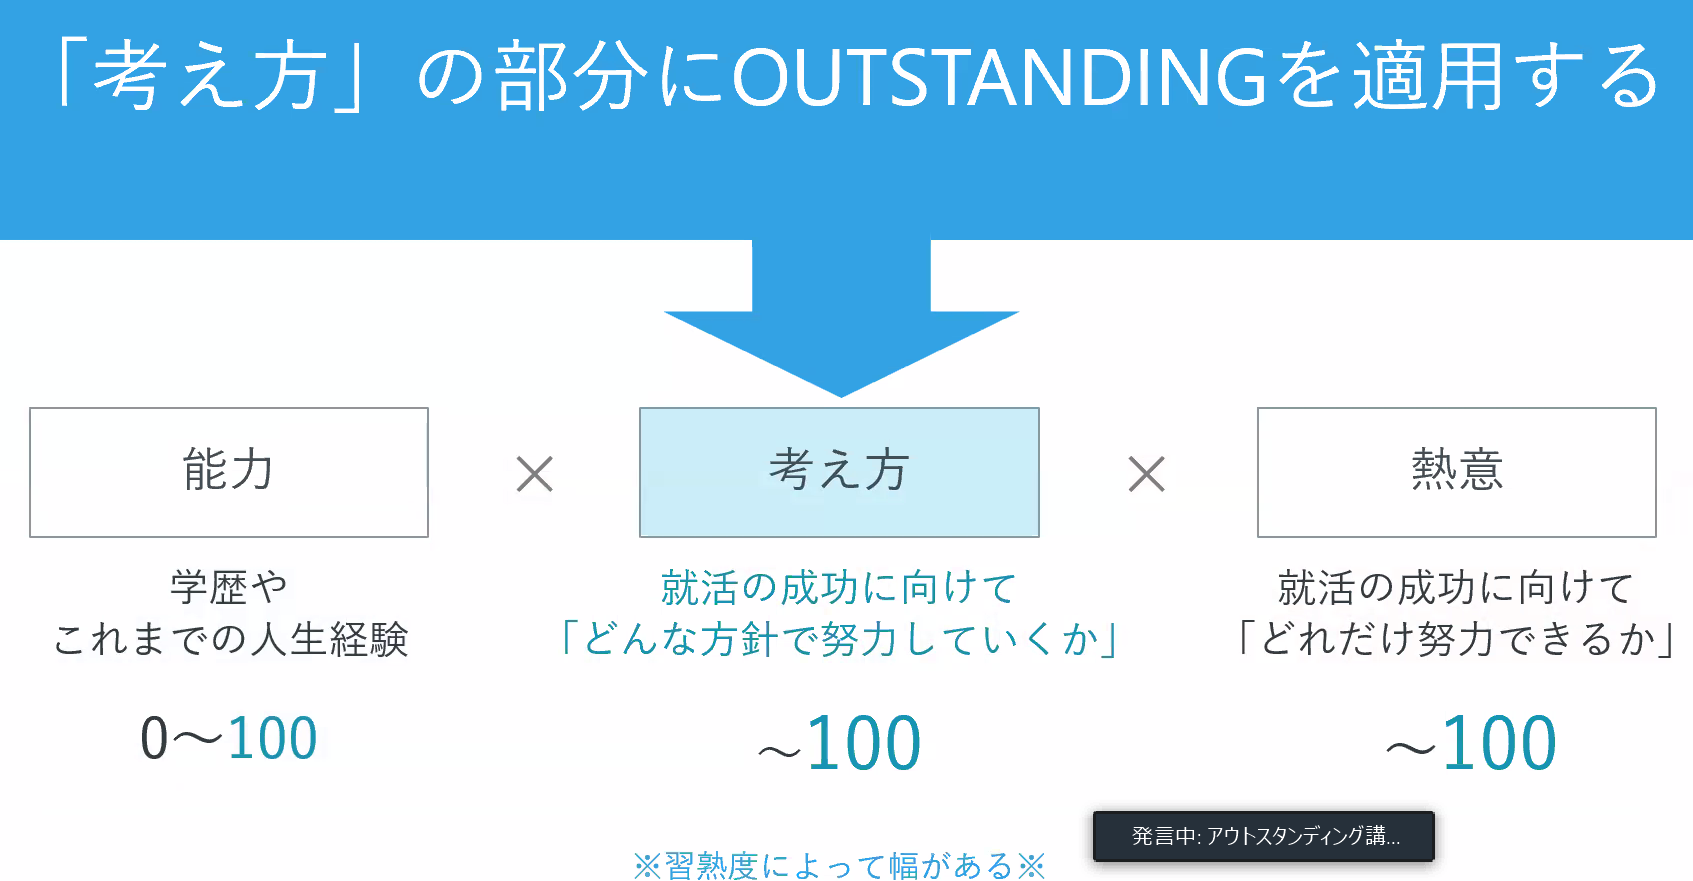 「考え方」の部分にOUTSTANDINGを適用する
能力 × 考え方 × 熱意
学歴や
これまでの人生経験
0～100
就活の成功に向けて
「どんな方針で努力していくか」
～100
就活の成功に向けて
「どれだけ努力できるか」
～100
※習熟度によって幅がある※
発言中: アウトスタンディング講...